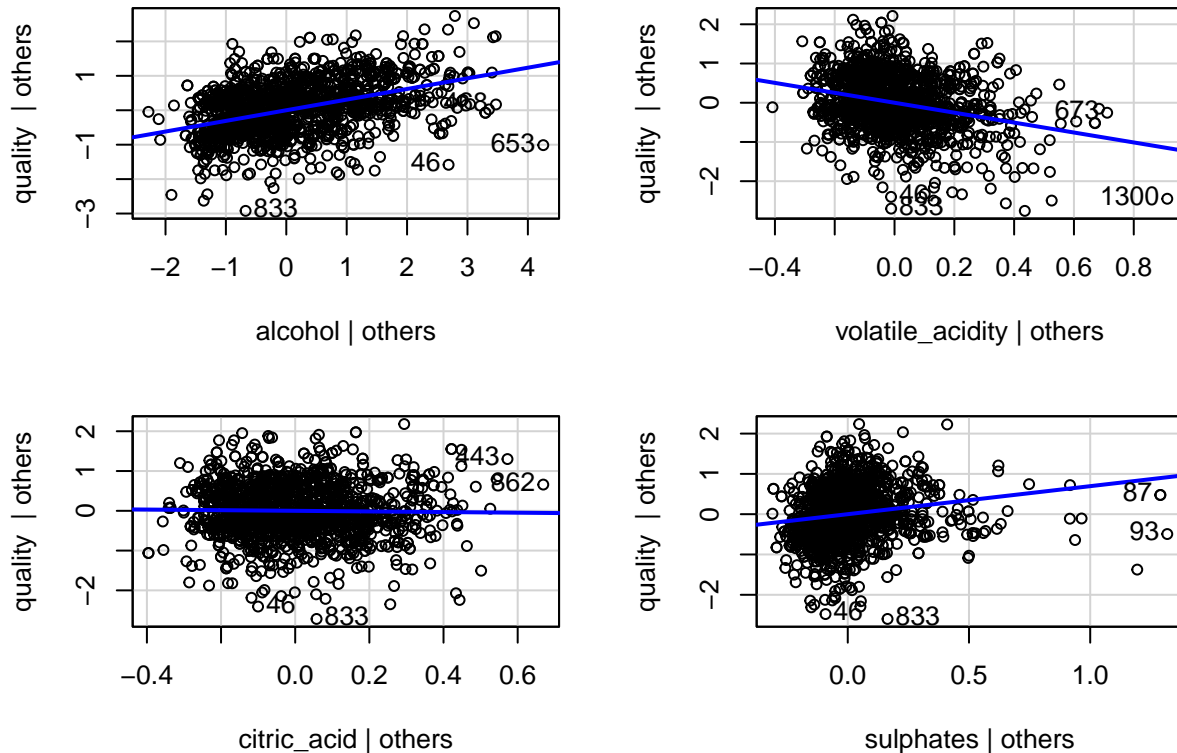 quality | others
1
−1
−3
46
653
46
833
−2 −1 0 1 2 3 4
alcohol | others
quality | others
2
0
−2
673
46
833
1300
−0.4 0.0 0.2 0.4 0.6 0.8
volatile_acidity | others
quality | others
2
1
0
−2
443
862
46
833
−0.4 0.0 0.2 0.4 0.6
citric_acid | others
quality | others
2
1
0
−2
87
93
46
833
0.0 0.5 1.0
sulphates | others